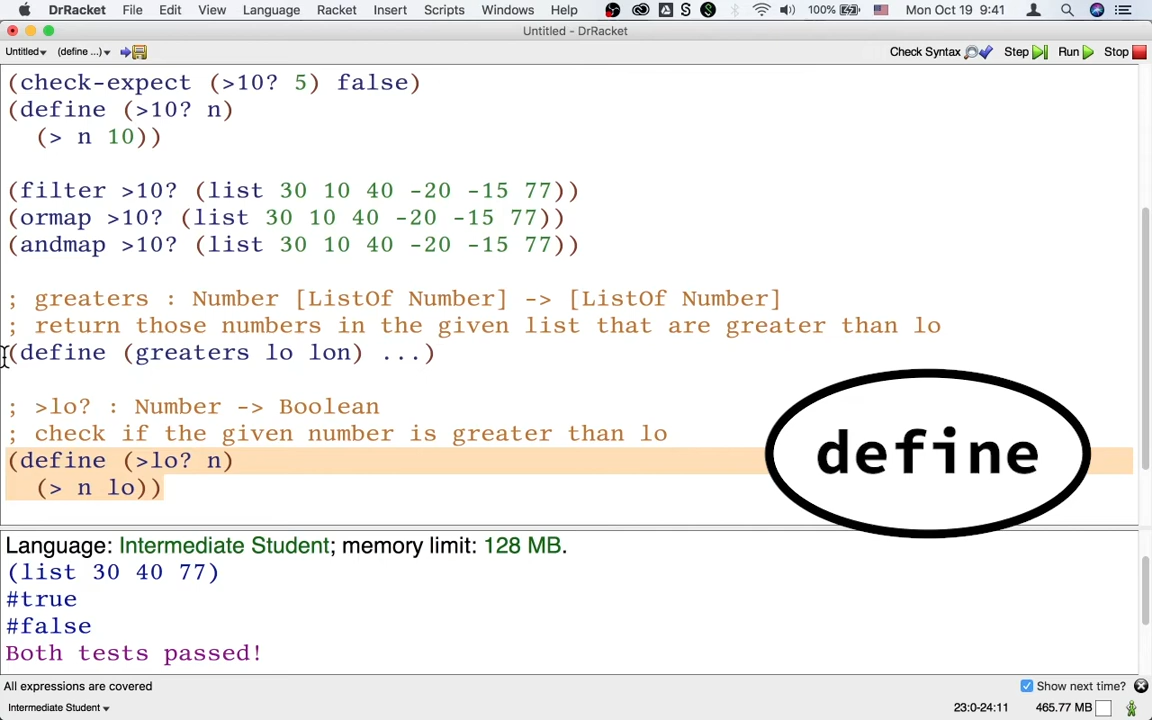 DrRacket File Edit View Language Racket Insert Scripts Windows Help S S 100% Mon Oct 19 9:41
Untitled - DrRacket
Untitled (define ...) Check Syntax Step Run Stop
(check-expect (>10? 5) false)
(define (>10? n)
(> n 10))
(filter >10? (list 30 10 40 -20 -15 77))
(ormap >10? (list 30 10 40 -20 -15 77))
(andmap >10? (list 30 10 40 -20 -15 77))
; greaters : Number [ListOf Number] -> [ListOf Number]
; return those numbers in the given list that are greater than lo
(define (greaters lo lon) ...)
; >lo? : Number -> Boolean
; check if the given number is greater than lo
(define (>lo? n)
(> n lo))
define
Language: Intermediate Student; memory limit: 128 MB.
(list 30 40 77)
#true
#false
Both tests passed!
All expressions are covered Show next time?
Intermediate Student 23:0-24:11 465.77 MB